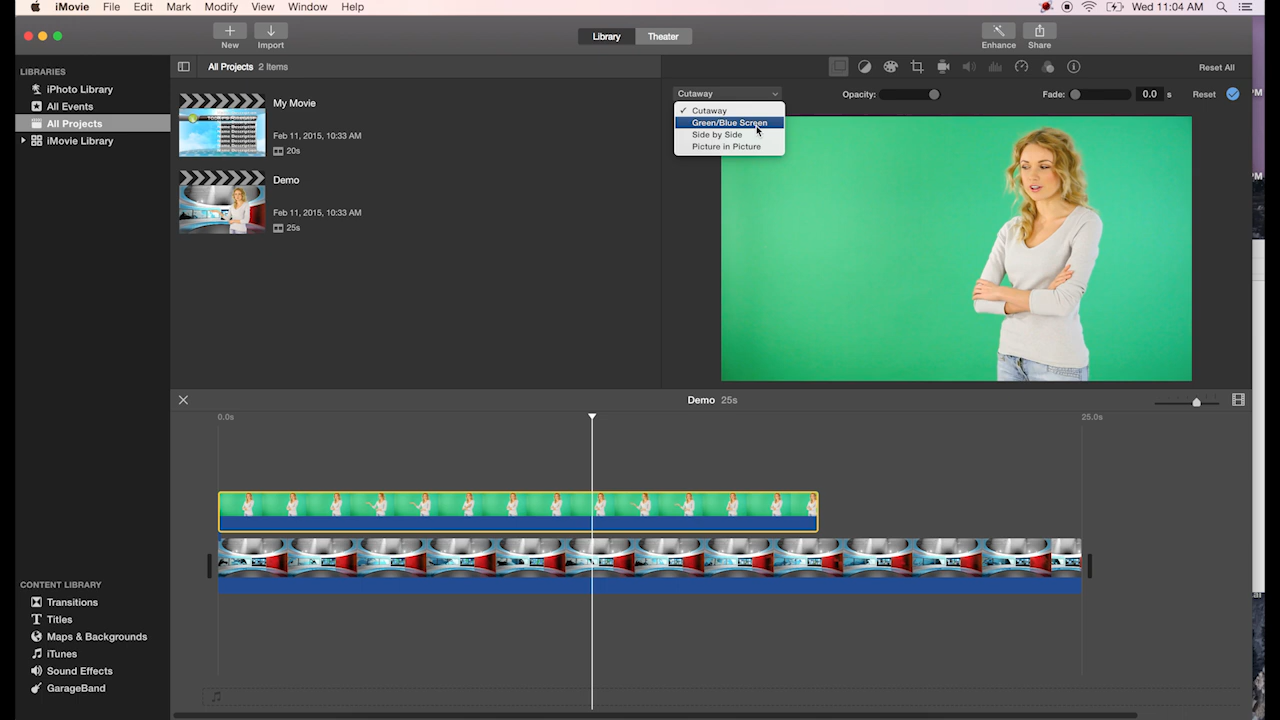 iMovie File Edit Mark Modify View Window Help Wed 11:04 AM
New Import Library Theater Enhance Share
LIBRARIES
iPhoto Library
All Events
All Projects
iMovie Library
All Projects 2 Items
My Movie
Feb 11, 2015, 10:33 AM
20s
Demo
Feb 11, 2015, 10:33 AM
25s
Reset All
Cutaway Opacity: Fade: 0.0 s Reset
Cutaway
Green/Blue Screen
Side by Side
Picture in Picture
Demo 25s
0.0s 25.0s
CONTENT LIBRARY
Transitions
Titles
Maps & Backgrounds
iTunes
Sound Effects
GarageBand
PM
PM